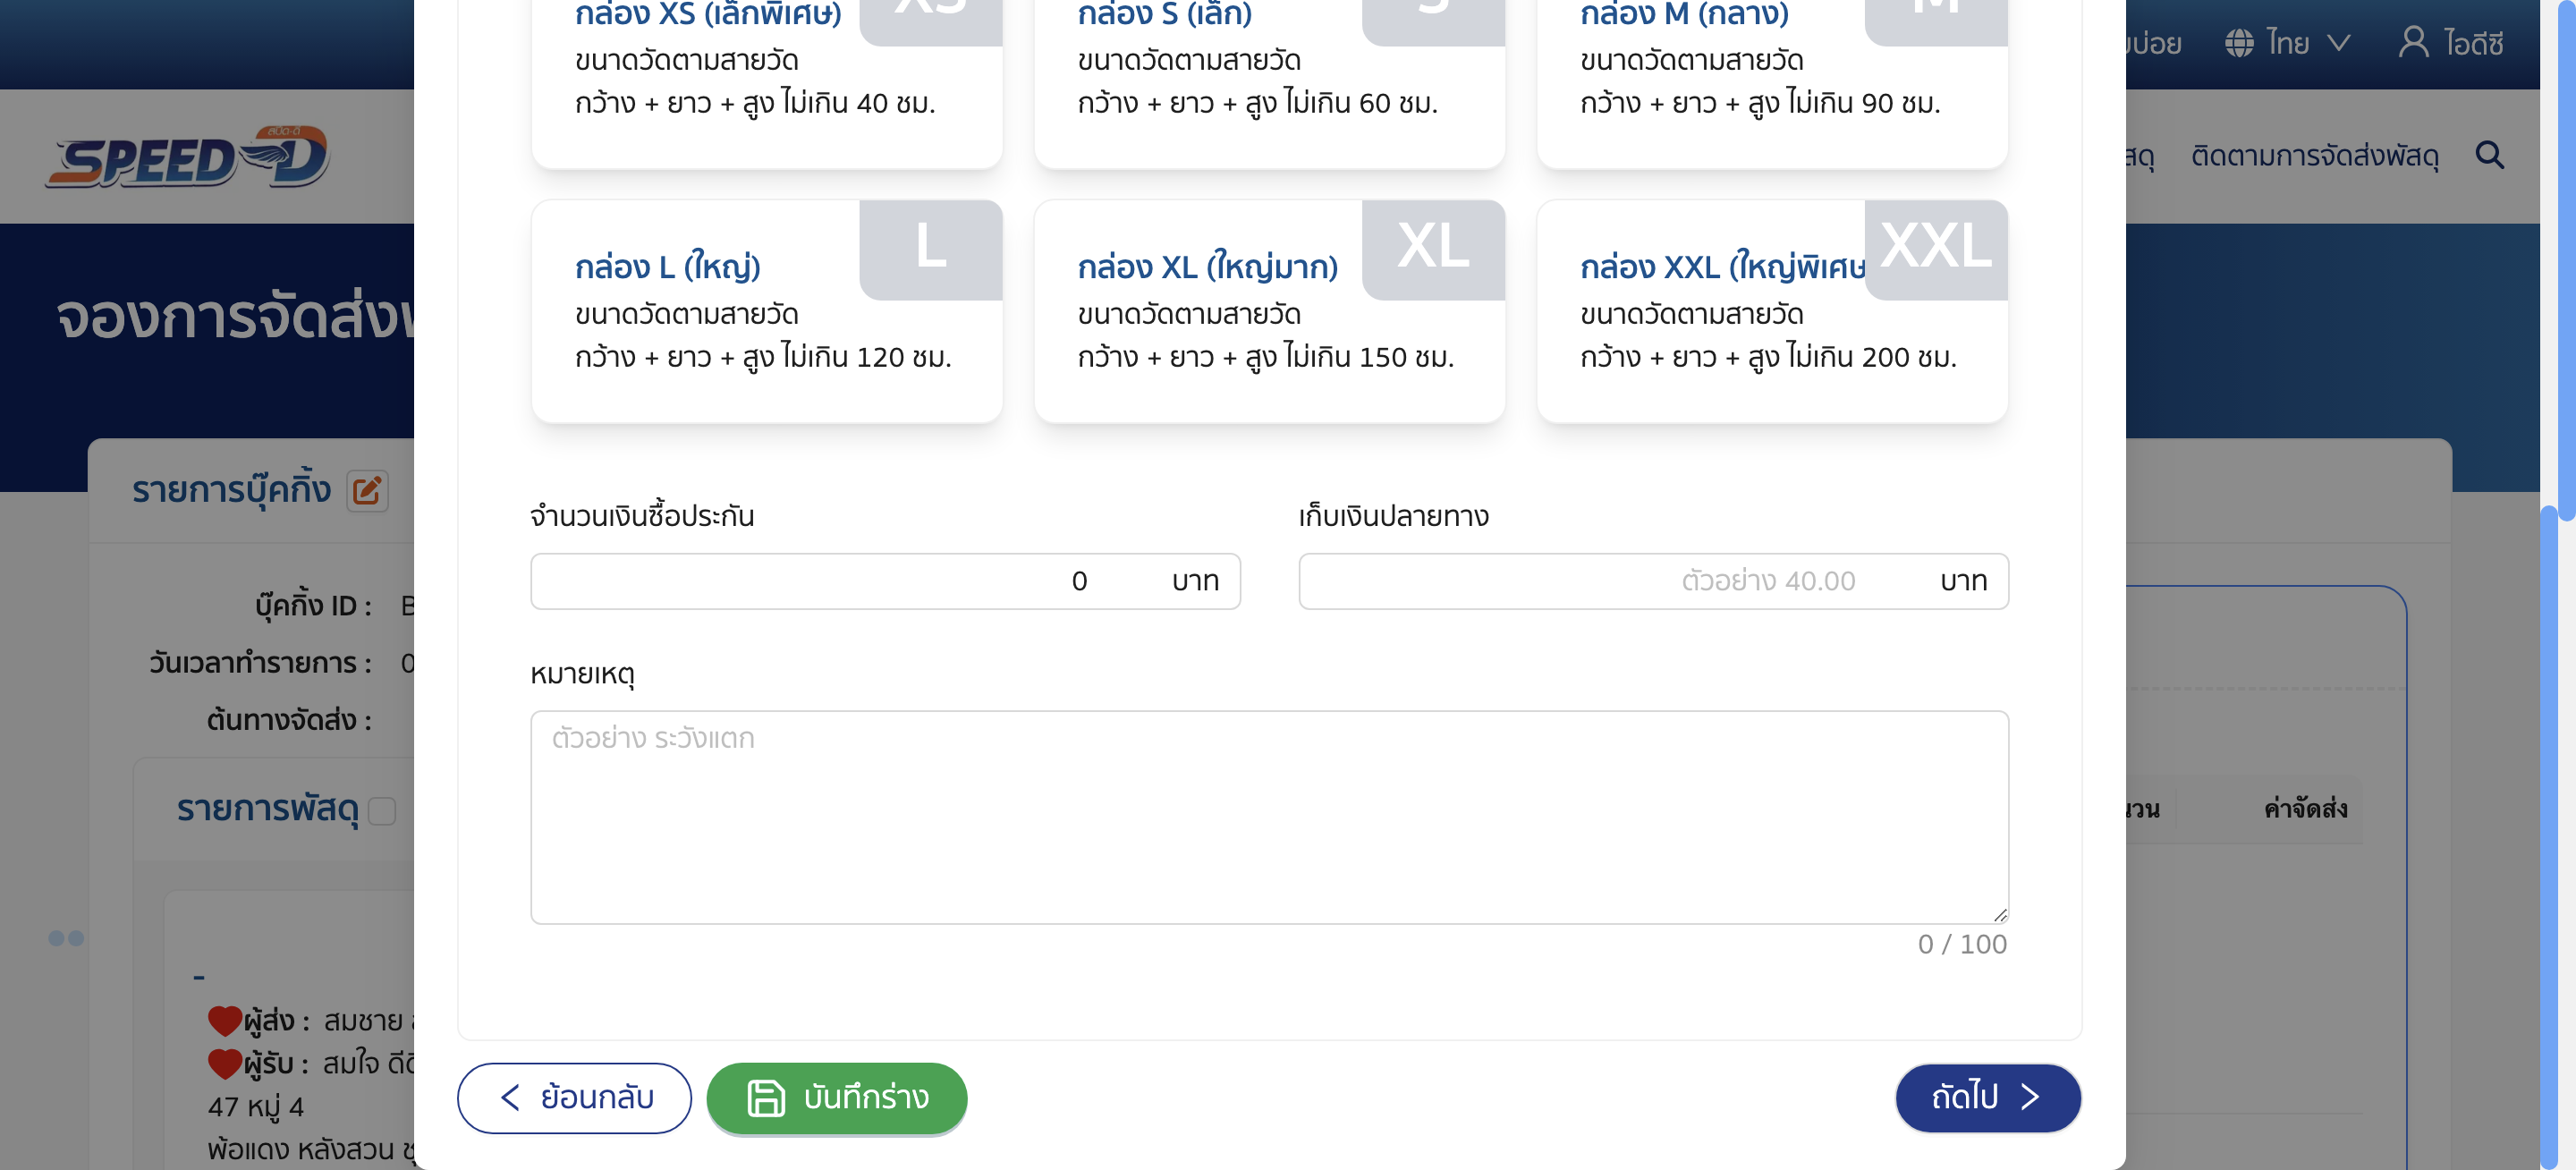 ไทย
ไอดีซี
สปีด-ดี
SPEED-D
ติดตามการจัดส่งพัสดุ
จองการจัดส่งพ
รายการบุ๊คกิ้ง
บุ๊คกิ้ง ID :
วันเวลาทำรายการ :
ต้นทางจัดส่ง :
รายการพัสดุ
-
ผู้ส่ง : สมชาย
ผู้รับ : สมใจ
47 หมู่ 4
พ้อแดง หลังสวน
ค่าจัดส่ง
กล่อง XS (เล็กพิเศษ)
XS
ขนาดวัดตามสายวัด
กว้าง + ยาว + สูง ไม่เกิน 40 ซม.
กล่อง S (เล็ก)
S
ขนาดวัดตามสายวัด
กว้าง + ยาว + สูง ไม่เกิน 60 ซม.
กล่อง M (กลาง)
M
ขนาดวัดตามสายวัด
กว้าง + ยาว + สูง ไม่เกิน 90 ซม.
กล่อง L (ใหญ่)
L
ขนาดวัดตามสายวัด
กว้าง + ยาว + สูง ไม่เกิน 120 ซม.
กล่อง XL (ใหญ่มาก)
XL
ขนาดวัดตามสายวัด
กว้าง + ยาว + สูง ไม่เกิน 150 ซม.
กล่อง XXL (ใหญ่พิเศษ
XXL
ขนาดวัดตามสายวัด
กว้าง + ยาว + สูง ไม่เกิน 200 ซม.
จำนวนเงินซื้อประกัน
0 บาท
เก็บเงินปลายทาง
ตัวอย่าง 40.00 บาท
หมายเหตุ
ตัวอย่าง ระวังแตก
0 / 100
ย้อนกลับ
บันทึกร่าง
ถัดไป